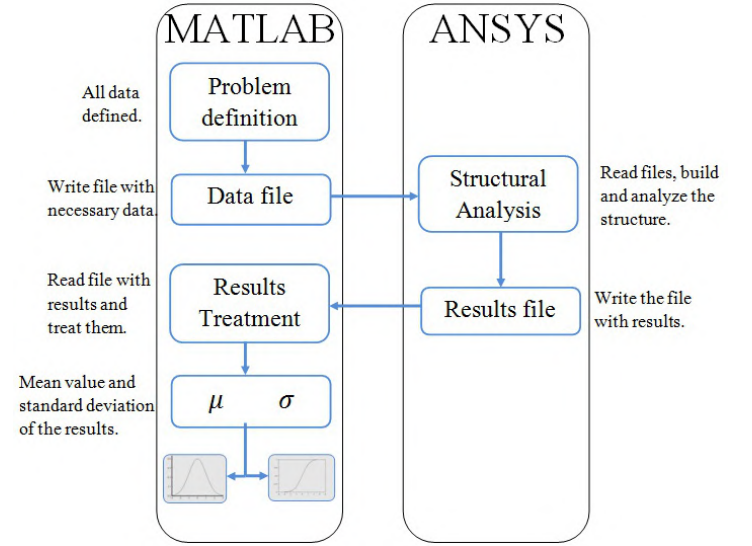 MATLAB
ANSYS
All data
defined.
Problem
definition
Write file with
necessary data.
Data file
Structural
Analysis
Read files, build
and analyze the
structure.
Read file with
results and
treat them.
Results
Treatment
Results file
Write the file
with results.
Mean value and
standard deviation
of the results.
μ σ